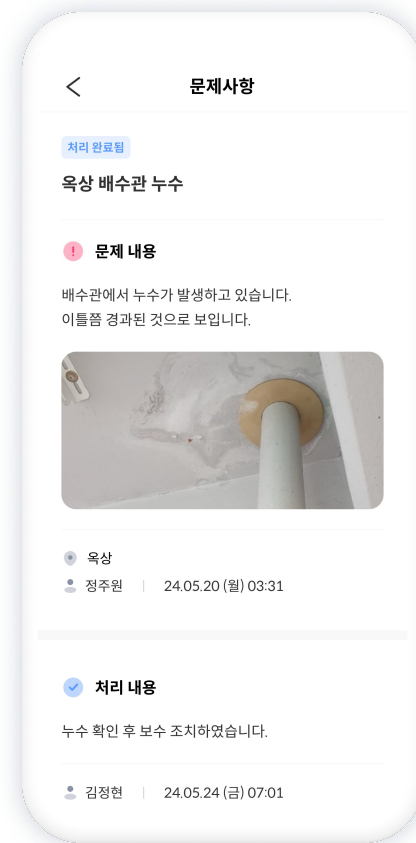 문제사항
처리 완료됨
옥상 배수관 누수
문제 내용
배수관에서 누수가 발생하고 있습니다.
이틀쯤 경과된 것으로 보입니다.
옥상
정주원 | 24.05.20 (월) 03:31
처리 내용
누수 확인 후 보수 조치하였습니다.
김정현 | 24.05.24 (금) 07:01